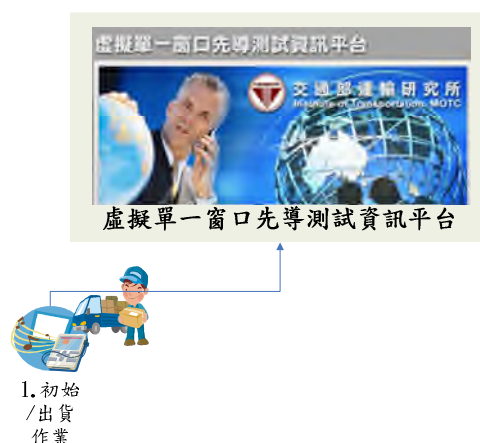 虛擬單一窗口先導測試資訊平台
交通部運輸研究所
Institute of Transportation, MOTC
虛擬單一窗口先導測試資訊平台
1.初始
/出貨
作業